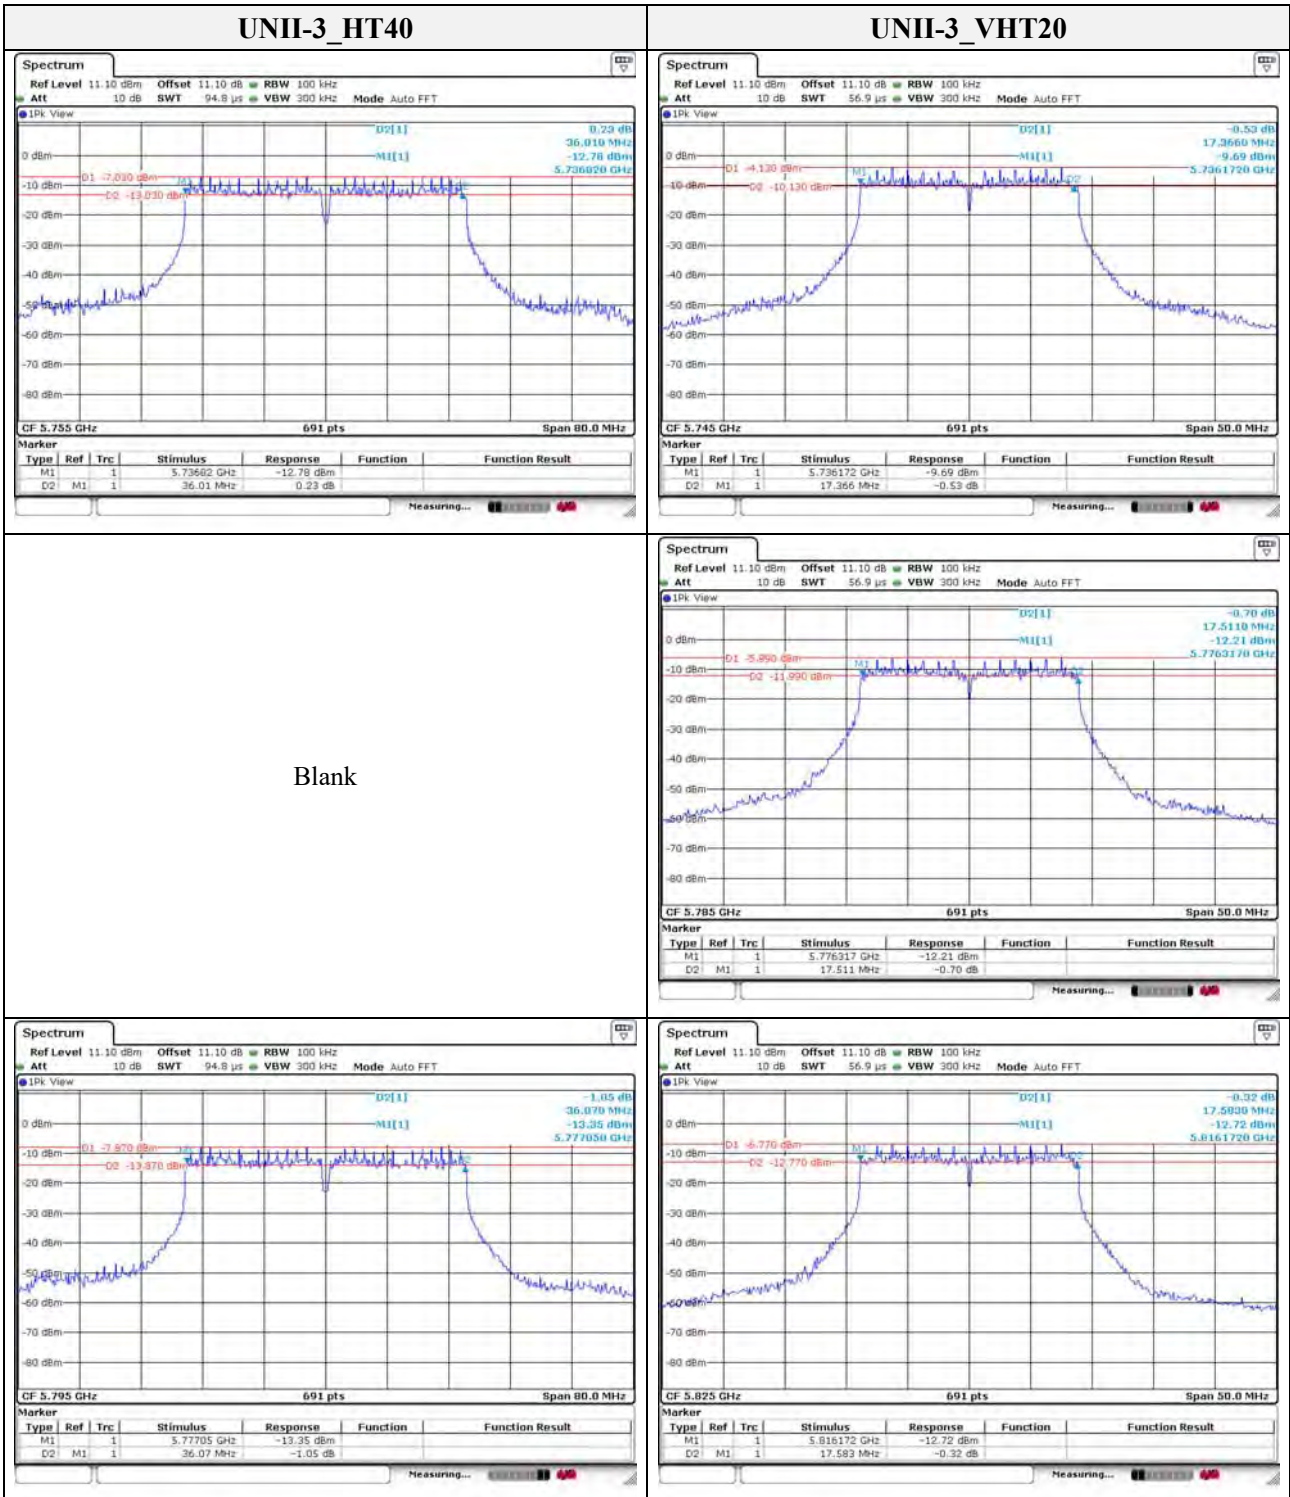 UNII-3_HT40
UNII-3_VHT20
Spectrum
Ref Level 11.10 dBm Offset 11.10 dB RBW 100 kHz
Att 10 dB SWT 94.8 µs VBW 300 kHz Mode Auto FFT
1Pk View
D2[1] 0.23 dB
36.010 MHz
M1[1] -12.78 dBm
5.736820 GHz
0 dBm
D1 -7.030 dBm
M1
-10 dBm
D2 -13.030 dBm
-20 dBm
-30 dBm
-40 dBm
-50 dBm
-60 dBm
-70 dBm
-80 dBm
CF 5.755 GHz 691 pts Span 80.0 MHz
Marker
Type Ref Trc Stimulus Response Function Function Result
M1 1 5.73682 GHz -12.78 dBm
D2 M1 1 36.01 MHz 0.23 dB
Measuring...
Spectrum
Ref Level 11.10 dBm Offset 11.10 dB RBW 100 kHz
Att 10 dB SWT 56.9 µs VBW 300 kHz Mode Auto FFT
1Pk View
D2[1] -0.53 dB
17.3660 MHz
M1[1] -9.69 dBm
5.7361720 GHz
0 dBm
D1 -4.130 dBm
M1
D2
-10 dBm
D2 -10.130 dBm
-20 dBm
-30 dBm
-40 dBm
-50 dBm
-60 dBm
-70 dBm
-80 dBm
CF 5.745 GHz 691 pts Span 50.0 MHz
Marker
Type Ref Trc Stimulus Response Function Function Result
M1 1 5.736172 GHz -9.69 dBm
D2 M1 1 17.366 MHz -0.53 dB
Measuring...
Blank
Spectrum
Ref Level 11.10 dBm Offset 11.10 dB RBW 100 kHz
Att 10 dB SWT 56.9 µs VBW 300 kHz Mode Auto FFT
1Pk View
D2[1] -0.70 dB
17.5110 MHz
M1[1] -12.21 dBm
5.7763170 GHz
0 dBm
D1 -5.990 dBm
M1
D2
-10 dBm
D2 -11.990 dBm
-20 dBm
-30 dBm
-40 dBm
-50 dBm
-60 dBm
-70 dBm
-80 dBm
CF 5.785 GHz 691 pts Span 50.0 MHz
Marker
Type Ref Trc Stimulus Response Function Function Result
M1 1 5.776317 GHz -12.21 dBm
D2 M1 1 17.511 MHz -0.70 dB
Measuring...
Spectrum
Ref Level 11.10 dBm Offset 11.10 dB RBW 100 kHz
Att 10 dB SWT 94.8 µs VBW 300 kHz Mode Auto FFT
1Pk View
D2[1] -1.05 dB
36.070 MHz
M1[1] -13.35 dBm
5.777050 GHz
0 dBm
D1 -7.870 dBm
-10 dBm
D2 -13.870 dBm
-20 dBm
-30 dBm
-40 dBm
-50 dBm
-60 dBm
-70 dBm
-80 dBm
CF 5.795 GHz 691 pts Span 80.0 MHz
Marker
Type Ref Trc Stimulus Response Function Function Result
M1 1 5.77705 GHz -13.35 dBm
D2 M1 1 36.07 MHz -1.05 dB
Measuring...
Spectrum
Ref Level 11.10 dBm Offset 11.10 dB RBW 100 kHz
Att 10 dB SWT 56.9 µs VBW 300 kHz Mode Auto FFT
1Pk View
D2[1] -0.32 dB
17.5830 MHz
M1[1] -12.72 dBm
5.8161720 GHz
0 dBm
D1 -6.770 dBm
M1
D2
-10 dBm
D2 -12.770 dBm
-20 dBm
-30 dBm
-40 dBm
-50 dBm
-60 dBm
-70 dBm
-80 dBm
CF 5.825 GHz 691 pts Span 50.0 MHz
Marker
Type Ref Trc Stimulus Response Function Function Result
M1 1 5.816172 GHz -12.72 dBm
D2 M1 1 17.583 MHz -0.32 dB
Measuring...